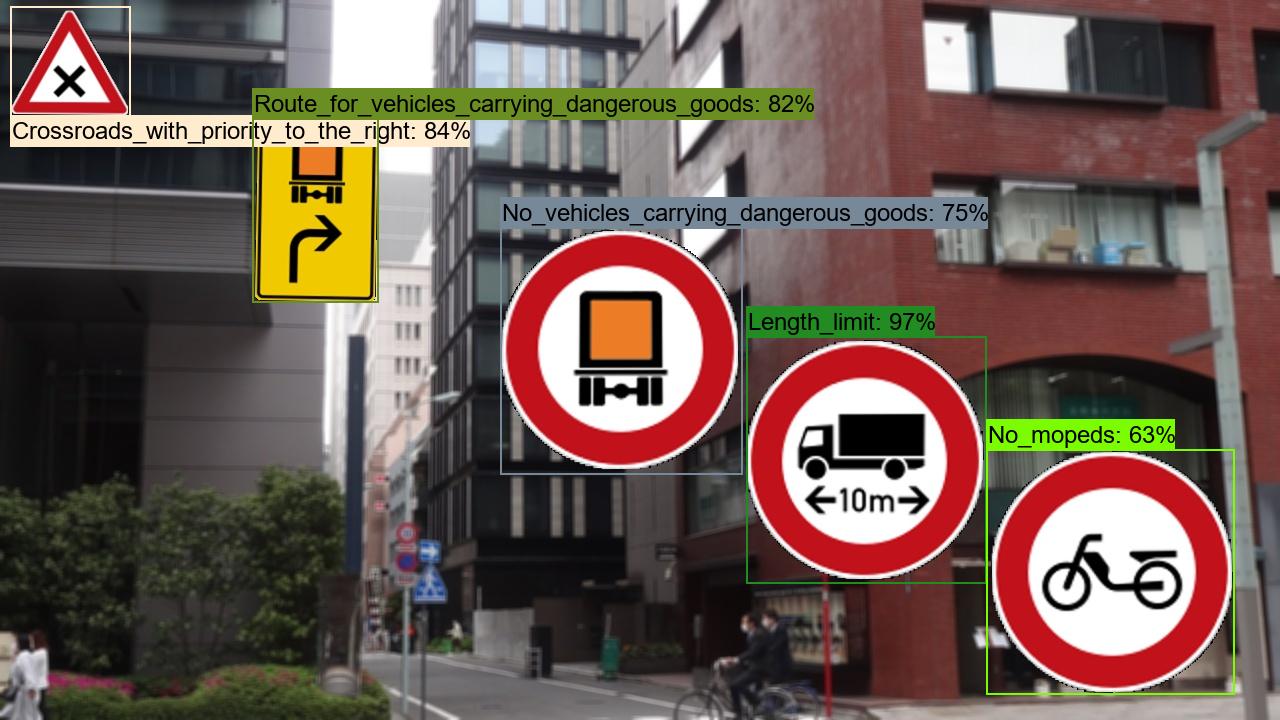 Route_for_vehicles_carrying_dangerous_goods: 82%
Crossroads_with_priority_to_the_right: 84%
No_vehicles_carrying_dangerous_goods: 75%
Length_limit: 97%
10m
No_mopeds: 63%